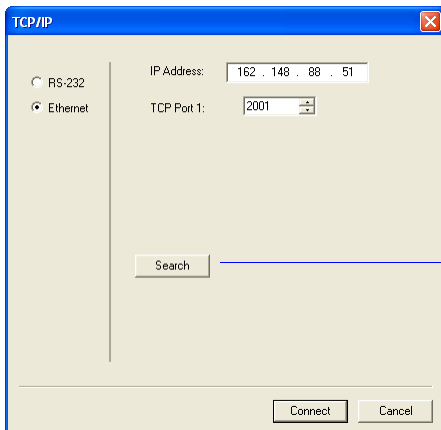 TCP/IP
IP Address: 162 . 148 . 88 . 51
RS-232
Ethernet
TCP Port 1: 2001
Search
Connect Cancel